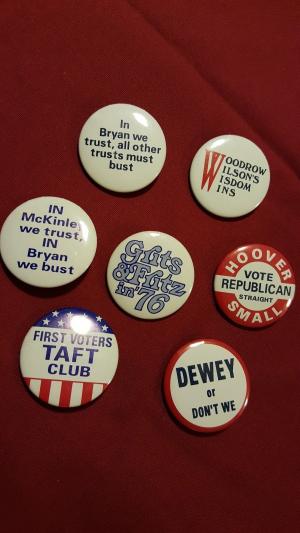 In
Bryan we
trust, all other
trusts must
bust
WOODROW
WILSON'S
WISDOM
WINS
IN
McKinley
we trust,
IN
Bryan
we bust
Grits
& Fritz
in '76
HOOVER
VOTE
REPUBLICAN
STRAIGHT
SMALL
FIRST VOTERS
TAFT
CLUB
DEWEY
or
DON'T WE